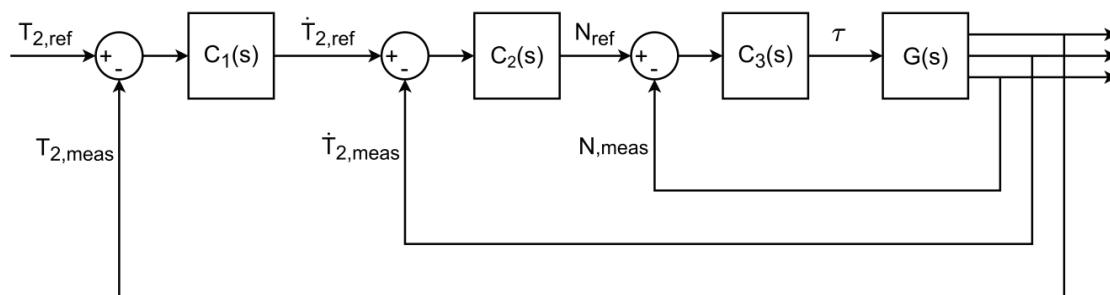 T₂,ref
+
-
C₁(s)
Ṫ₂,ref
+
-
C₂(s)
Nref
+
-
C₃(s)
τ
G(s)
T₂,meas
Ṫ₂,meas
N,meas